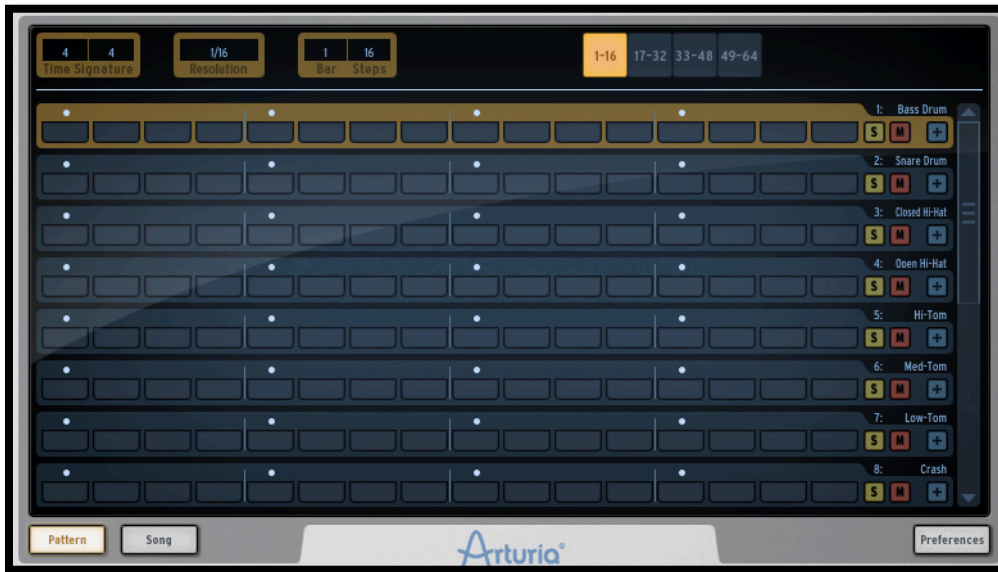 4 4 1/16 1 16
Time Signature Resolution Bar Steps
1-16 17-32 33-48 49-64
1: Bass Drum
S M +
2: Snare Drum
S M +
3: Closed Hi-Hat
S M +
4: Open Hi-Hat
S M +
5: Hi-Tom
S M +
6: Med-Tom
S M +
7: Low-Tom
S M +
8: Crash
S M +
Pattern Song Arturia® Preferences